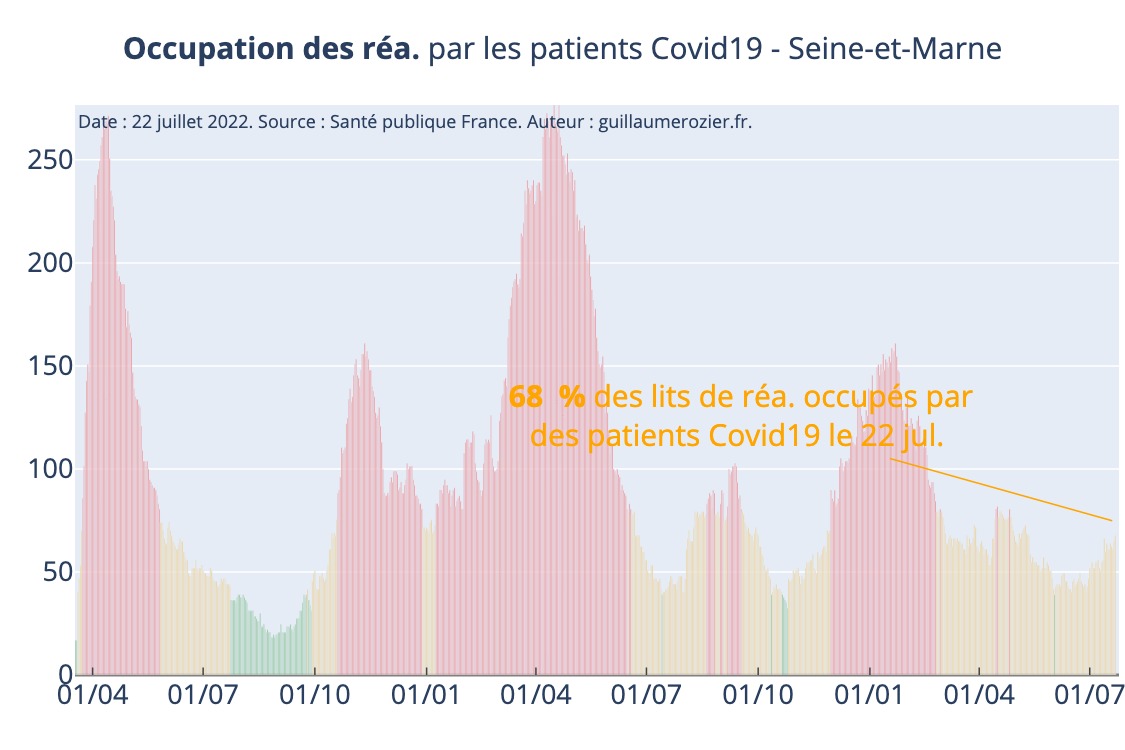 Occupation des réa. par les patients Covid19 - Seine-et-Marne
Date : 22 juillet 2022. Source : Santé publique France. Auteur : guillaumerozier.fr.
250
200
150
68 % des lits de réa. occupés par
des patients Covid19 le 22 jul.
100
50
0
01/04 01/07 01/10 01/01 01/04 01/07 01/10 01/01 01/04 01/07